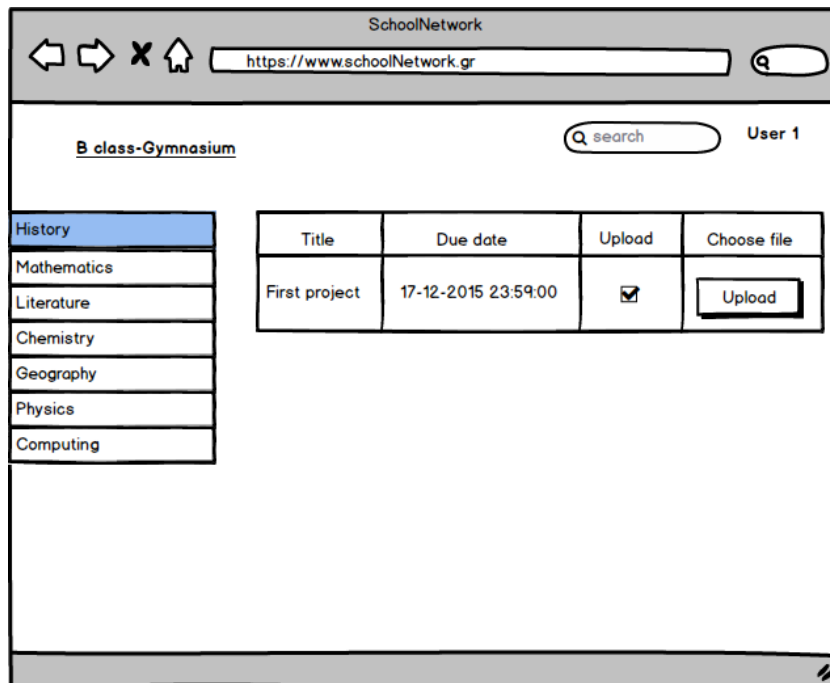 SchoolNetwork
https://www.schoolNetwork.gr
search
User 1
B class-Gymnasium
History
Mathematics
Literature
Chemistry
Geography
Physics
Computing
Title Due date Upload Choose file
First project 17-12-2015 23:59:00 Upload